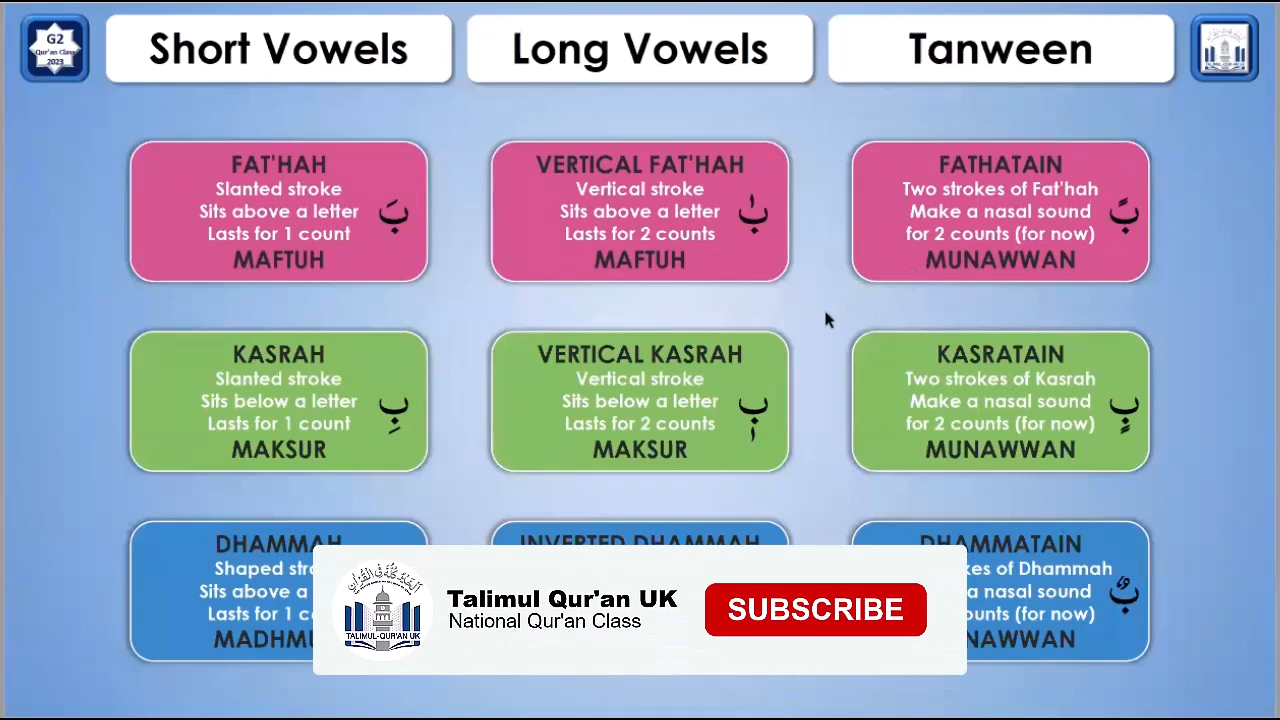 G2
Qur'an Class
2023
Short Vowels
Long Vowels
Tanween
FAT'HAH
Slanted stroke
Sits above a letter
Lasts for 1 count
MAFTUH
بَ
VERTICAL FAT'HAH
Vertical stroke
Sits above a letter
Lasts for 2 counts
MAFTUH
بٰ
FATHATAIN
Two strokes of Fat'hah
Make a nasal sound
for 2 counts (for now)
MUNAWWAN
بً
KASRAH
Slanted stroke
Sits below a letter
Lasts for 1 count
MAKSUR
بِ
VERTICAL KASRAH
Vertical stroke
Sits below a letter
Lasts for 2 counts
MAKSUR
بٖ
KASRATAIN
Two strokes of Kasrah
Make a nasal sound
for 2 counts (for now)
MUNAWWAN
بٍ
DHAMMAH
Shaped
Sits above a
Lasts for 1
INVERTED DHAMMAH
DHAMMATAIN
of Dhammah
a nasal sound
(for now)
بٌ
TALIMUL-QUR'AN UK
Talimul Qur'an UK
National Qur'an Class
SUBSCRIBE